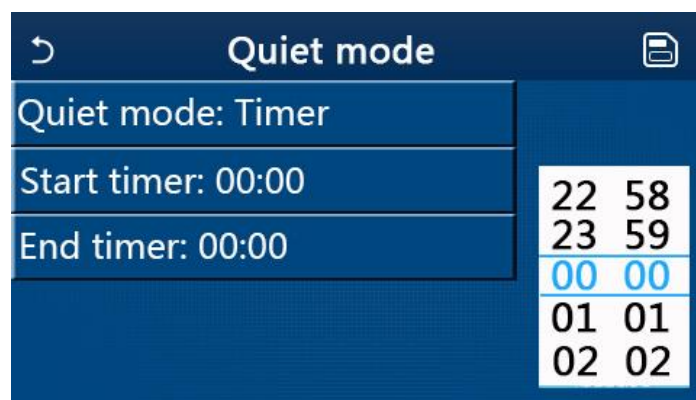 Quiet mode
Quiet mode: Timer
Start timer: 00:00
End timer: 00:00
22 58
23 59
00 00
01 01
02 02